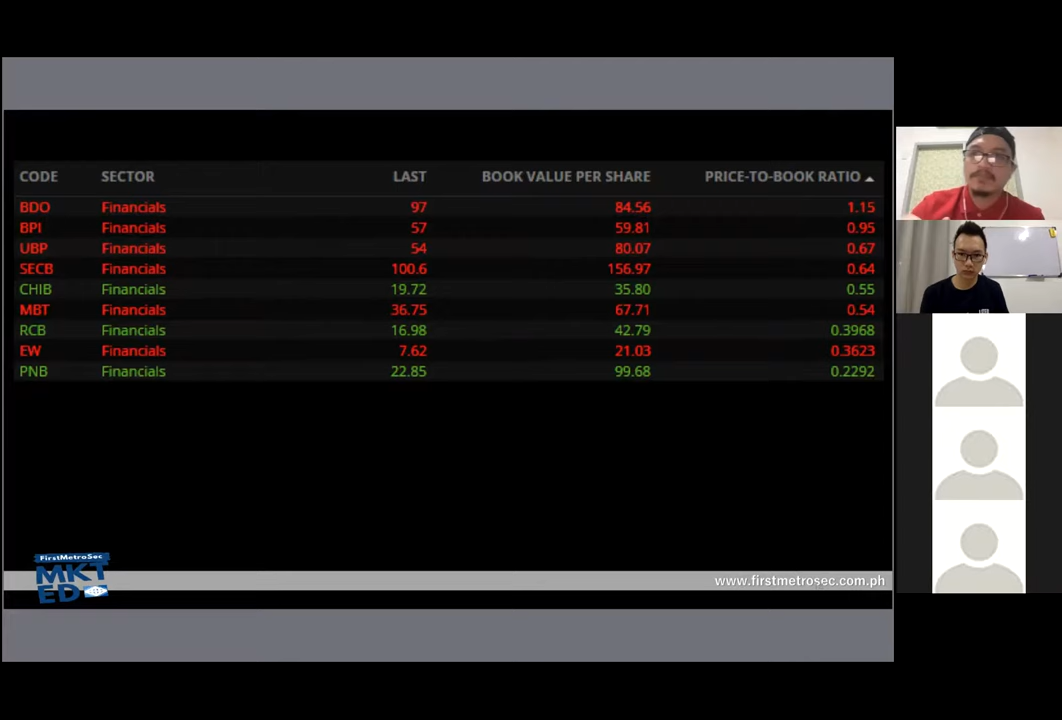 CODE SECTOR LAST BOOK VALUE PER SHARE PRICE-TO-BOOK RATIO
BDO Financials 97 84.56 1.15
BPI Financials 57 59.81 0.95
UBP Financials 54 80.07 0.67
SECB Financials 100.6 156.97 0.64
CHIB Financials 19.72 35.80 0.55
MBT Financials 36.75 67.71 0.54
RCB Financials 16.98 42.79 0.3968
EW Financials 7.62 21.03 0.3623
PNB Financials 22.85 99.68 0.2292
FirstMetroSec
MKT
ED
www.firstmetrosec.com.ph